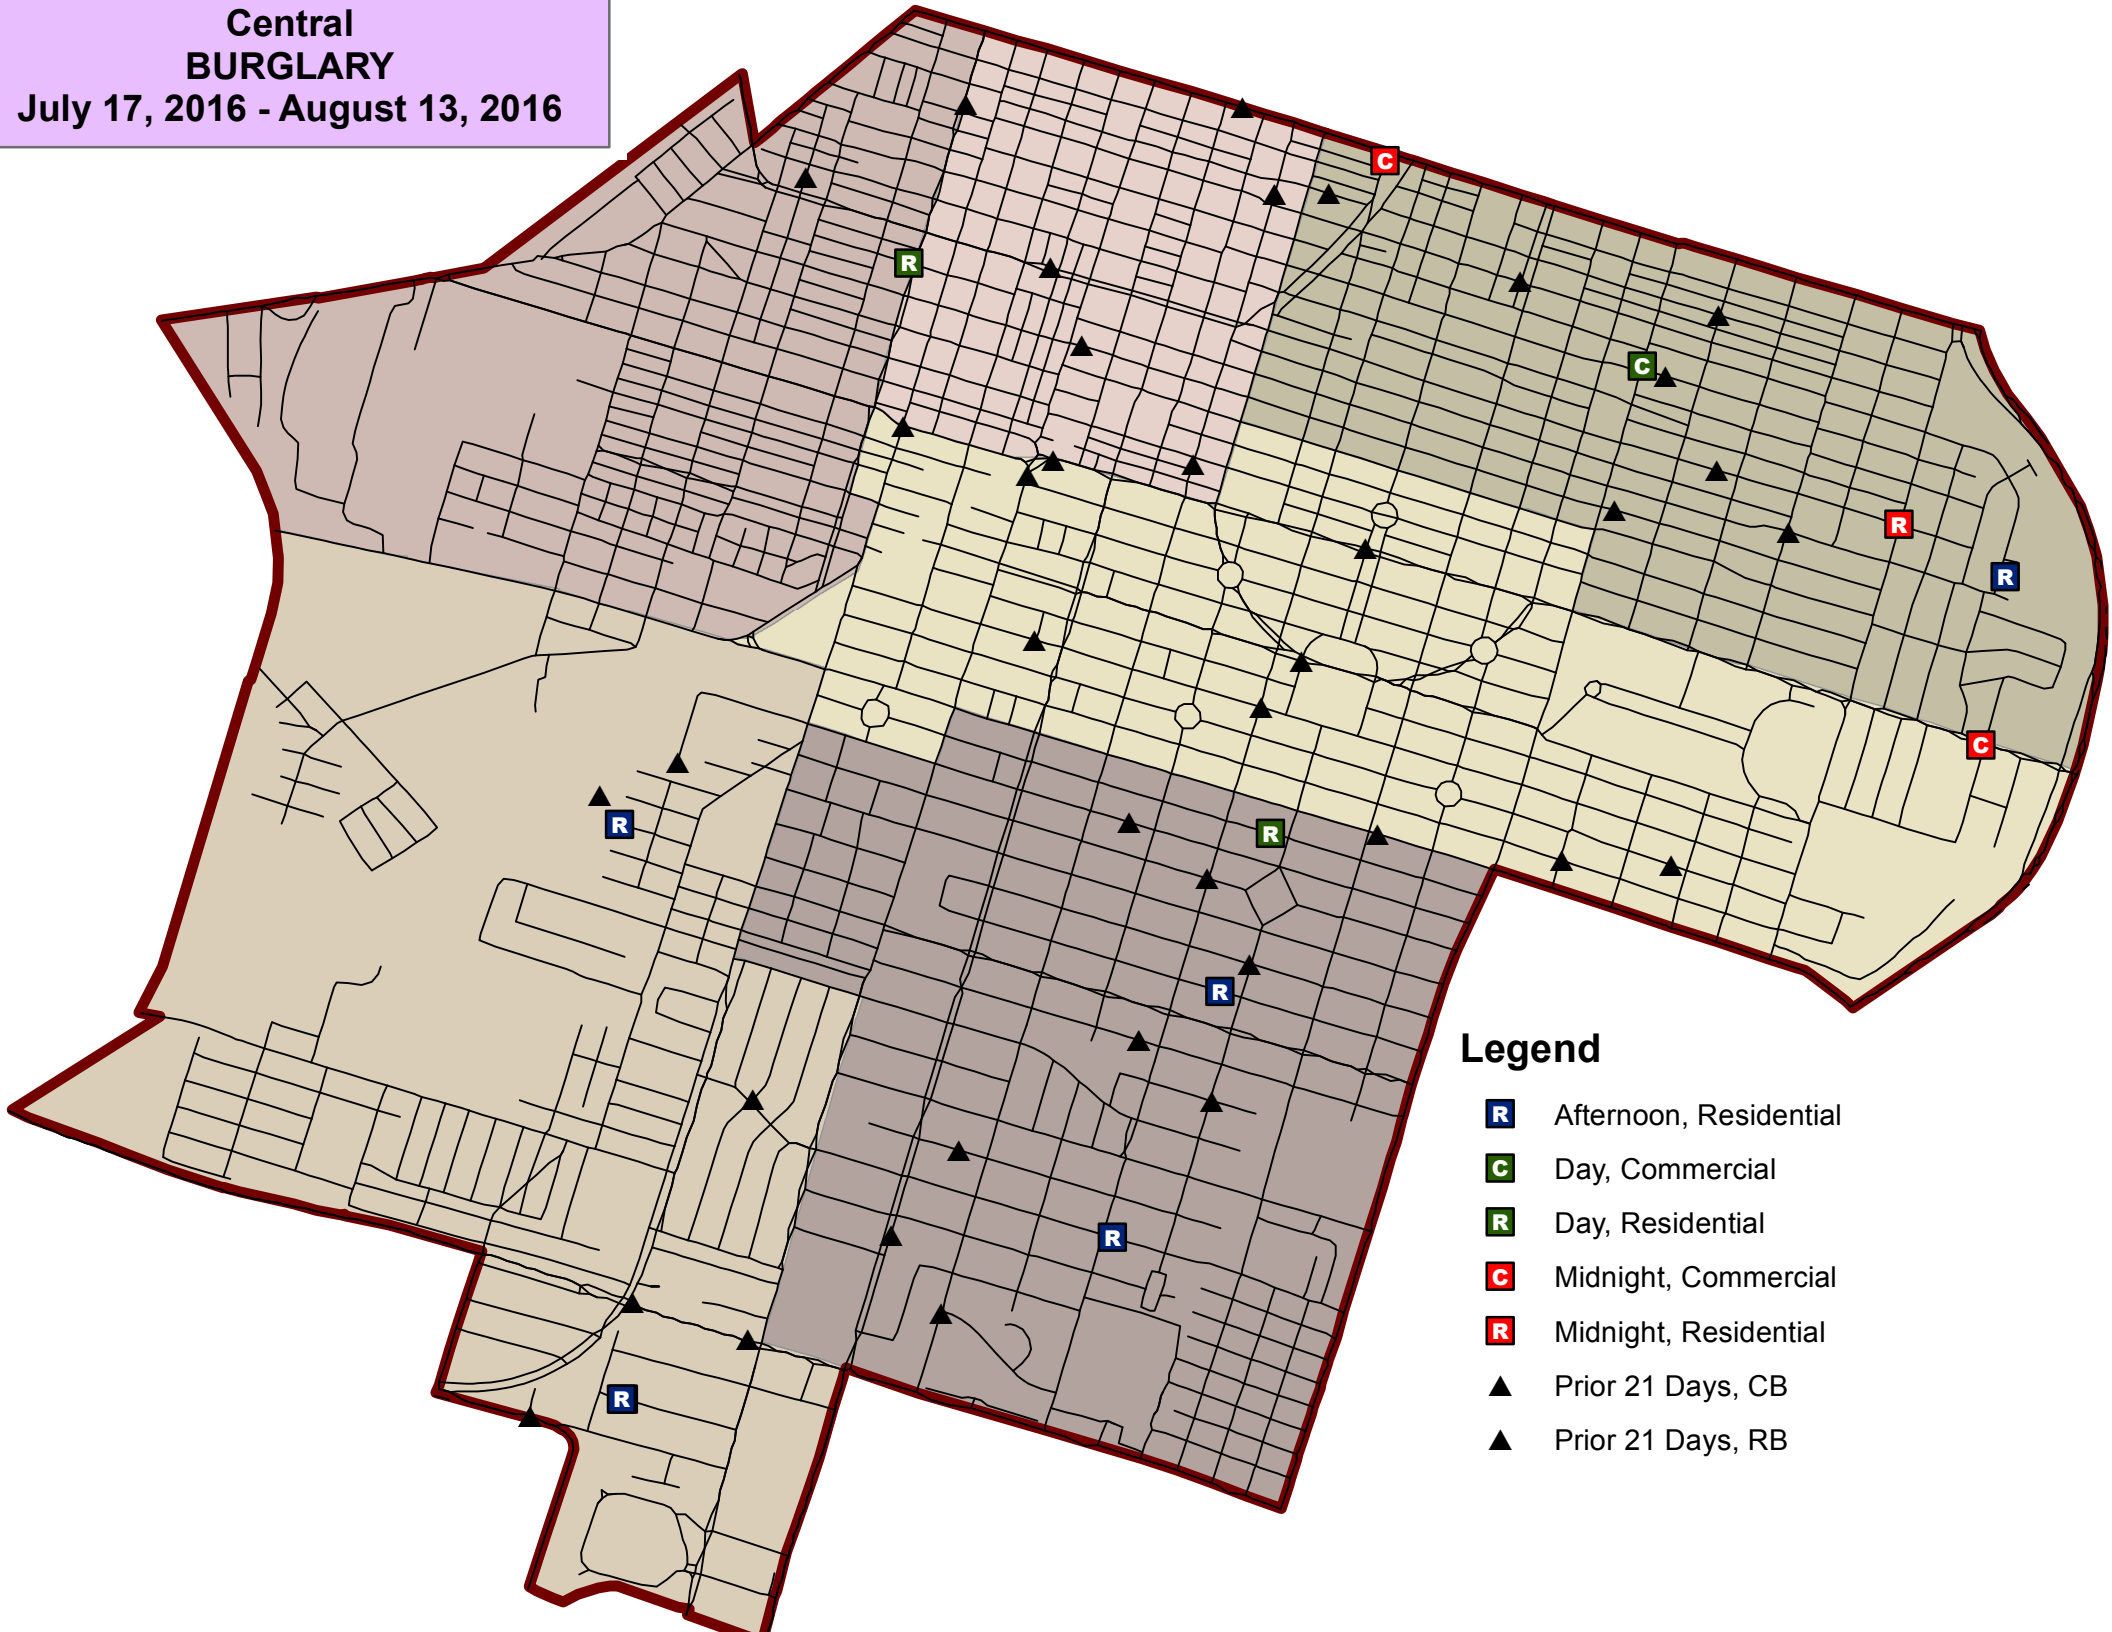 Central
BURGLARY
July 17, 2016 - August 13, 2016
C
R
C
R
R
C
R
R
R
R
R
Legend
R Afternoon, Residential
C Day, Commercial
R Day, Residential
C Midnight, Commercial
R Midnight, Residential
Prior 21 Days, CB
Prior 21 Days, RB